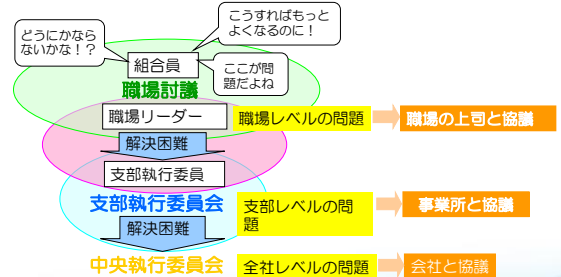 どうにかなら
ないかな！？
こうすればもっと
よくなるのに！
組合員
ここが問
題だよね
職場討議
職場リーダー
職場レベルの問題
職場の上司と協議
解決困難
支部執行委員
支部執行委員会
支部レベルの問
題
事業所と協議
解決困難
中央執行委員会
全社レベルの問題
会社と協議